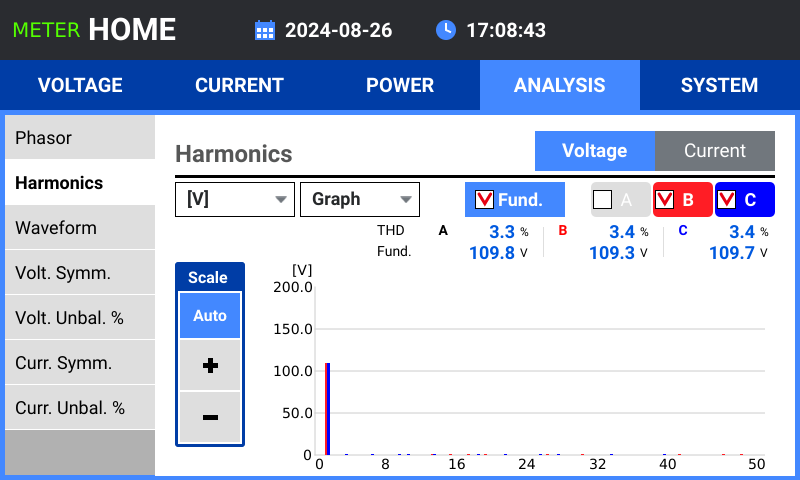 METER HOME 2024-08-26 17:08:43
VOLTAGE CURRENT POWER ANALYSIS SYSTEM
Phasor
Harmonics
Waveform
Volt. Symm.
Volt. Unbal. %
Curr. Symm.
Curr. Unbal. %
Harmonics Voltage Current
[V] Graph Fund. A B C
THD A 3.3 % B 3.4 % C 3.4 %
Fund. 109.8 V 109.3 V 109.7 V
Scale
Auto
+
−
[V]
200.0
150.0
100.0
50.0
0
0 8 16 24 32 40 50